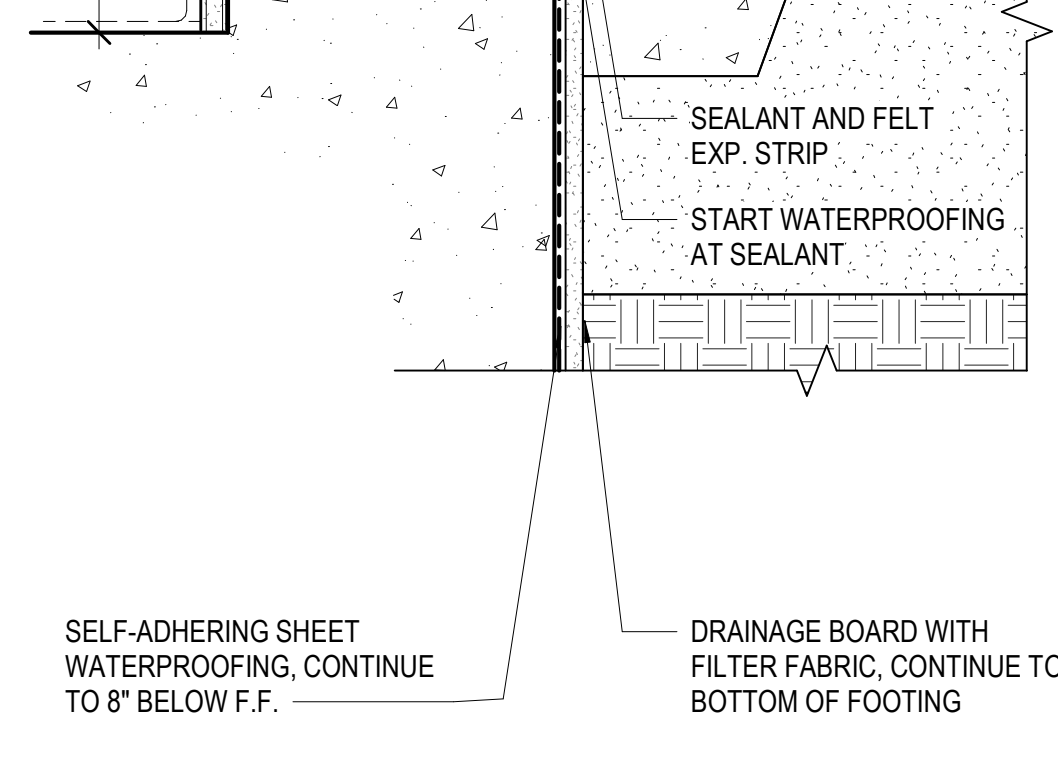 SEALANT AND FELT
EXP. STRIP
START WATERPROOFING
AT SEALANT
SELF-ADHERING SHEET
WATERPROOFING, CONTINUE
TO 8" BELOW F.F.
DRAINAGE BOARD WITH
FILTER FABRIC, CONTINUE TO
BOTTOM OF FOOTING